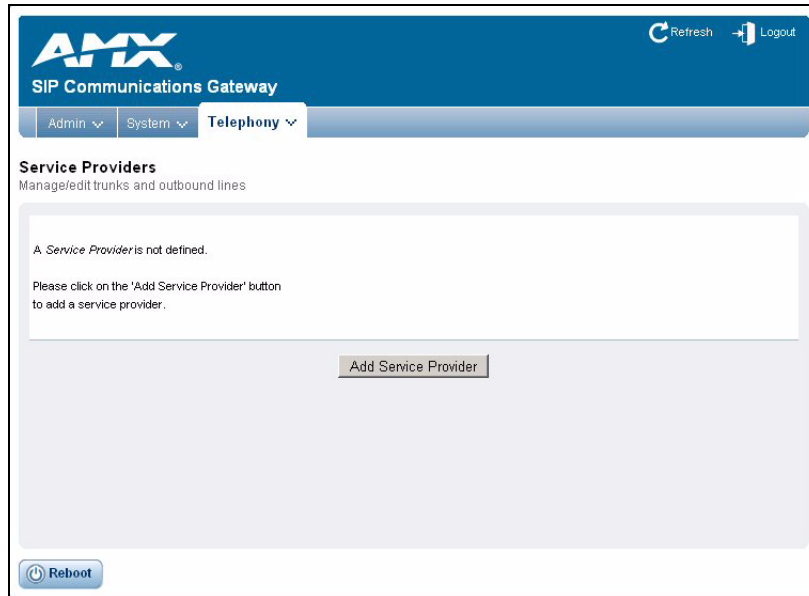 AMX®
Refresh
Logout
SIP Communications Gateway
Admin
System
Telephony
Service Providers
Manage/edit trunks and outbound lines
A Service Provider is not defined.
Please click on the 'Add Service Provider' button
to add a service provider.
Add Service Provider
Reboot